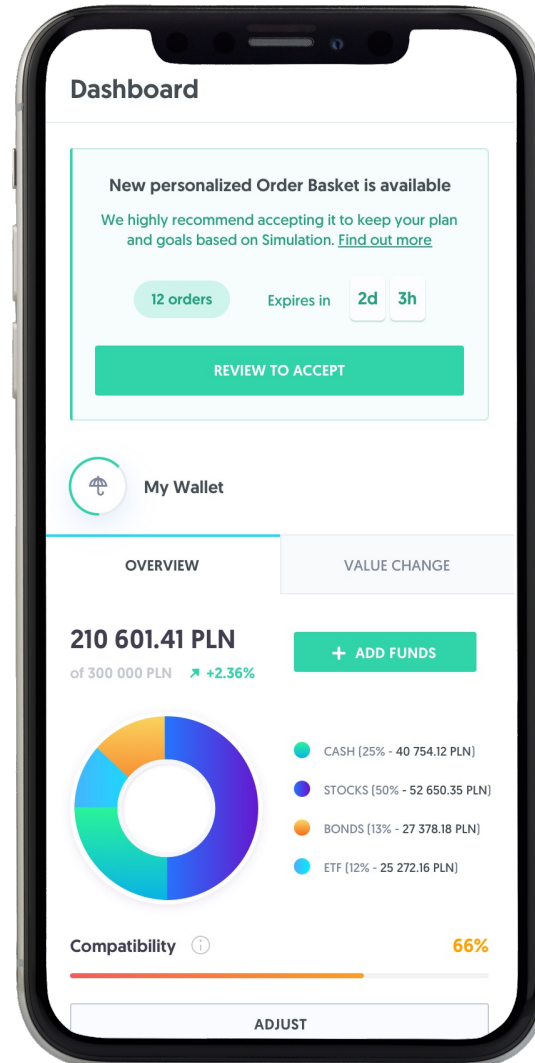 Dashboard
New personalized Order Basket is available
We highly recommend accepting it to keep your plan
and goals based on Simulation. Find out more
12 orders
Expires in
2d
3h
REVIEW TO ACCEPT
My Wallet
OVERVIEW
VALUE CHANGE
210 601.41 PLN
of 300 000 PLN
+2.36%
+ ADD FUNDS
CASH (25% - 40 754.12 PLN)
STOCKS (50% - 52 650.35 PLN)
BONDS (13% - 27 378.18 PLN)
ETF (12% - 25 272.16 PLN)
Compatibility
66%
ADJUST